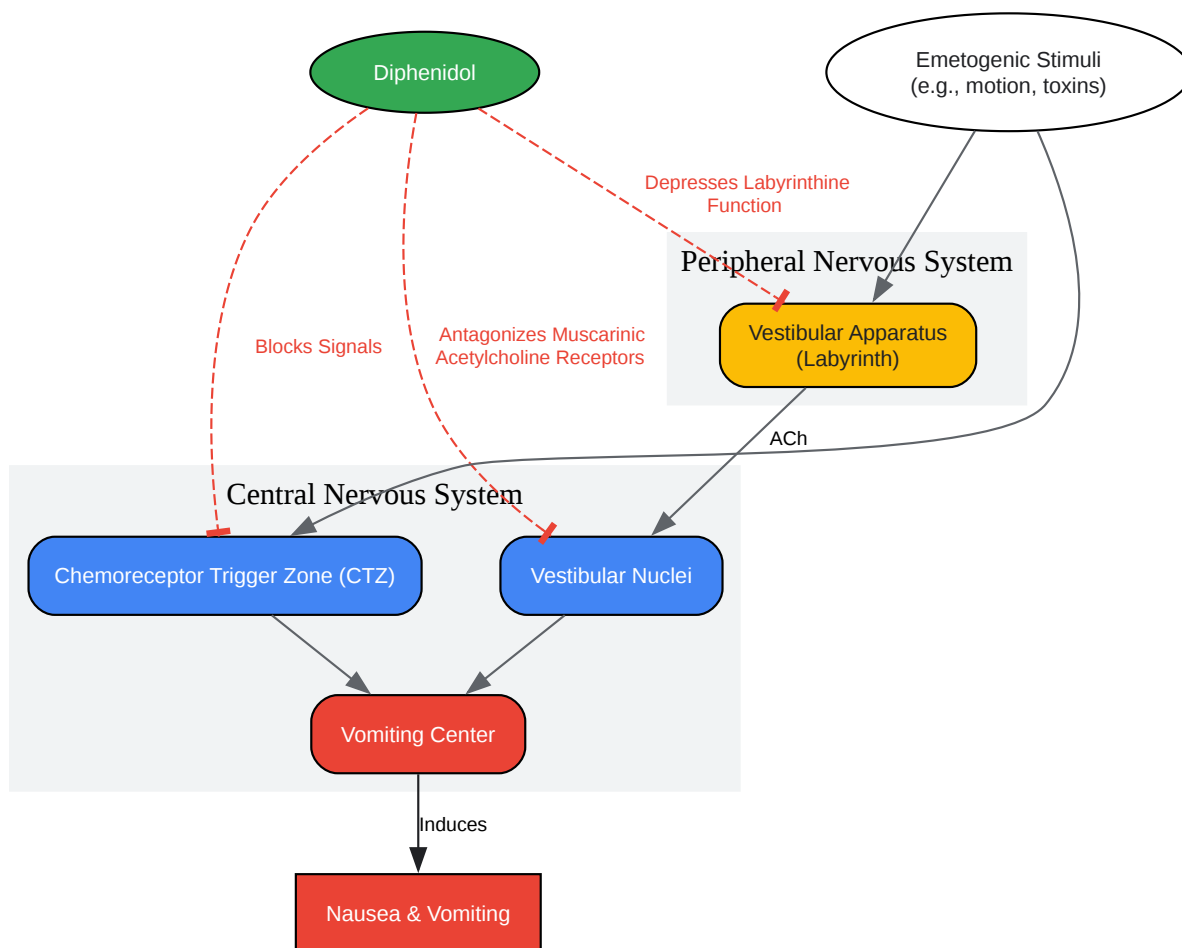 Diphenidol
Emetogenic Stimuli
(e.g., motion, toxins)
Depresses Labyrinthine
Function
Peripheral Nervous System
Blocks Signals
Antagonizes Muscarinic
Acetylcholine Receptors
Vestibular Apparatus
(Labyrinth)
ACh
Central Nervous System
Chemoreceptor Trigger Zone (CTZ)
Vestibular Nuclei
Vomiting Center
Induces
Nausea & Vomiting